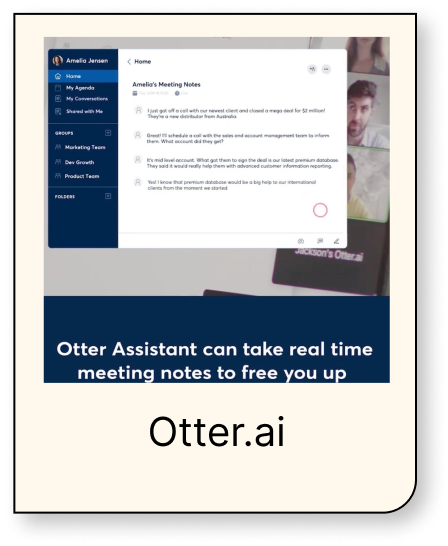 Amelia Jensen
Home
My Agenda
My Conversations
Shared with Me
GROUPS
Marketing Team
Dev Growth
Product Team
FOLDERS
Home
Amelia's Meeting Notes
I just got off a call with our newest client and closed a mega deal for $2 million!
They're a new distributor from Australia.
Great! I'll schedule a call with the sales and account management team to inform
them. What account did they get?
It's mid level account. What got them to sign the deal is our latest premium database.
They said it would really help them with advanced customer information reporting.
Yes! I know that premium database would be a big help to our international
clients from the moment we started.
Jackson's Otter.ai
Otter Assistant can take real time
meeting notes to free you up
Otter.ai